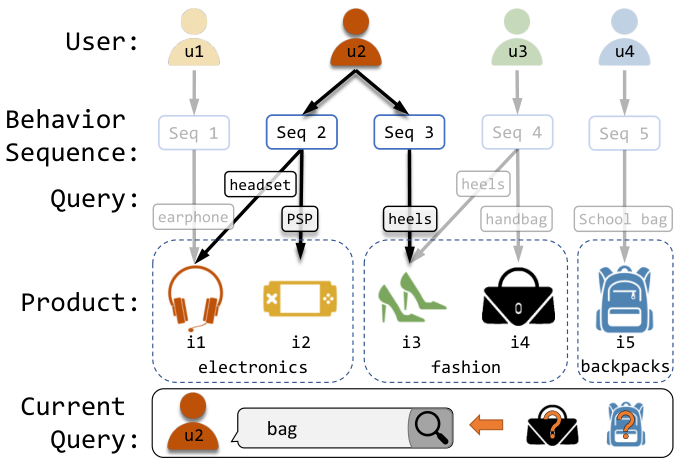 User: u1 u2 u3 u4
Behavior
Sequence: Seq 1 Seq 2 Seq 3 Seq 4 Seq 5
Query: headset heels
earphone PSP heels handbag School bag
Product:
i1 i2 i3 i4 i5
electronics fashion backpacks
Current
Query: u2 bag ? ?